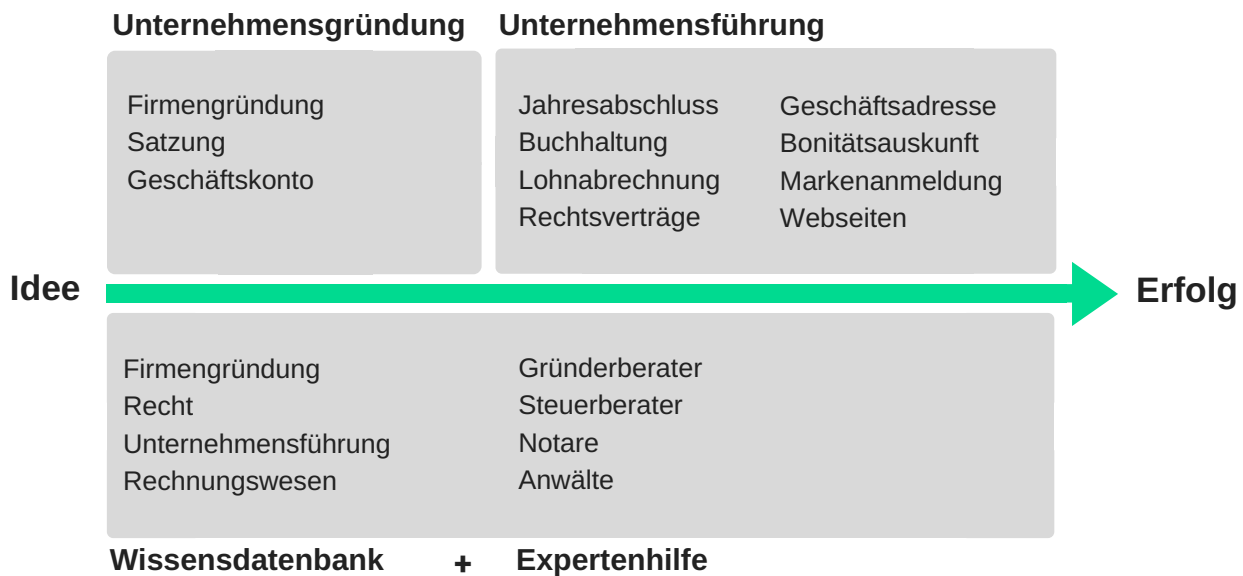 Unternehmensgründung
Unternehmensführung
Firmengründung
Satzung
Geschäftskonto
Jahresabschluss
Buchhaltung
Lohnabrechnung
Rechtsverträge
Geschäftsadresse
Bonitätsauskunft
Markenanmeldung
Webseiten
Idee
Erfolg
Firmengründung
Recht
Unternehmensführung
Rechnungswesen
Gründerberater
Steuerberater
Notare
Anwälte
Wissensdatenbank + Expertenhilfe